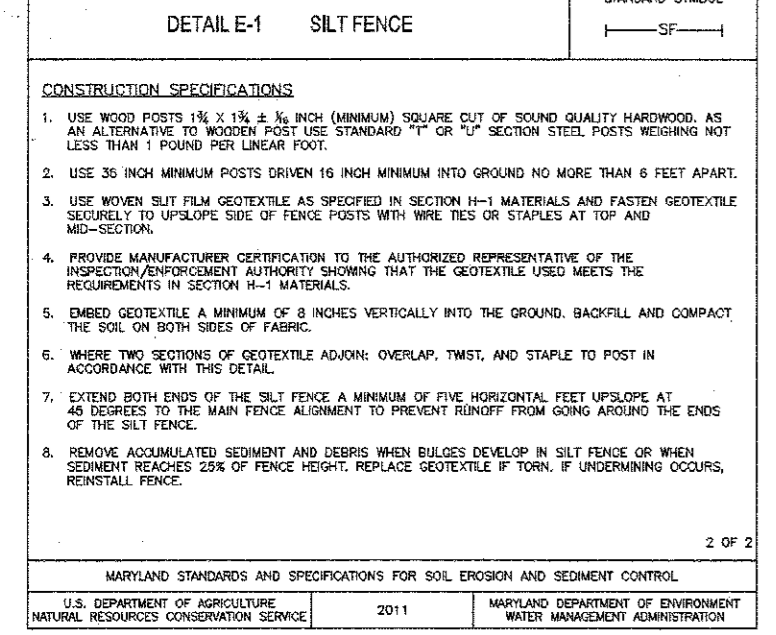 DETAIL E-1 SILT FENCE
├───SF───┤
CONSTRUCTION SPECIFICATIONS
1. USE WOOD POSTS 1¾ X 1¾ ± 1⁄16 INCH (MINIMUM) SQUARE CUT OF SOUND QUALITY HARDWOOD. AS
AN ALTERNATIVE TO WOODEN POST USE STANDARD "T" OR "U" SECTION STEEL POSTS WEIGHING NOT
LESS THAN 1 POUND PER LINEAR FOOT.
2. USE 36 INCH MINIMUM POSTS DRIVEN 16 INCH MINIMUM INTO GROUND NO MORE THAN 6 FEET APART.
3. USE WOVEN SLIT FILM GEOTEXTILE AS SPECIFIED IN SECTION H-1 MATERIALS AND FASTEN GEOTEXTILE
SECURELY TO UPSLOPE SIDE OF FENCE POSTS WITH WIRE TIES OR STAPLES AT TOP AND
MID-SECTION.
4. PROVIDE MANUFACTURER CERTIFICATION TO THE AUTHORIZED REPRESENTATIVE OF THE
INSPECTION/ENFORCEMENT AUTHORITY SHOWING THAT THE GEOTEXTILE USED MEETS THE
REQUIREMENTS IN SECTION H-1 MATERIALS.
5. EMBED GEOTEXTILE A MINIMUM OF 8 INCHES VERTICALLY INTO THE GROUND. BACKFILL AND COMPACT
THE SOIL ON BOTH SIDES OF FABRIC.
6. WHERE TWO SECTIONS OF GEOTEXTILE ADJOIN: OVERLAP, TWIST, AND STAPLE TO POST IN
ACCORDANCE WITH THIS DETAIL.
7. EXTEND BOTH ENDS OF THE SILT FENCE A MINIMUM OF FIVE HORIZONTAL FEET UPSLOPE AT
45 DEGREES TO THE MAIN FENCE ALIGNMENT TO PREVENT RUNOFF FROM GOING AROUND THE ENDS
OF THE SILT FENCE.
8. REMOVE ACCUMULATED SEDIMENT AND DEBRIS WHEN BULGES DEVELOP IN SILT FENCE OR WHEN
SEDIMENT REACHES 25% OF FENCE HEIGHT. REPLACE GEOTEXTILE IF TORN. IF UNDERMINING OCCURS,
REINSTALL FENCE.
2 OF 2
MARYLAND STANDARDS AND SPECIFICATIONS FOR SOIL EROSION AND SEDIMENT CONTROL
U.S. DEPARTMENT OF AGRICULTURE
NATURAL RESOURCES CONSERVATION SERVICE
2011
MARYLAND DEPARTMENT OF ENVIRONMENT
WATER MANAGEMENT ADMINISTRATION